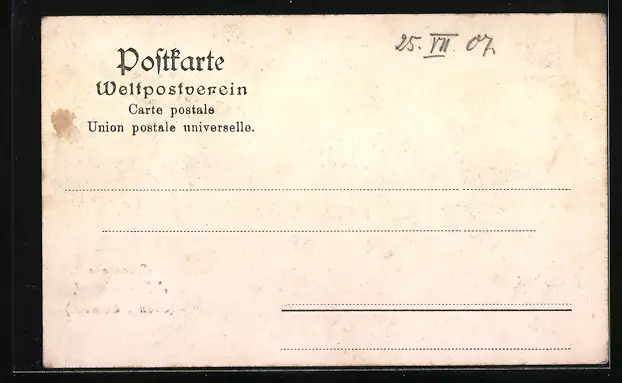 25. VII. 07
Postkarte
Weltpostverein
Carte postale
Union postale universelle.